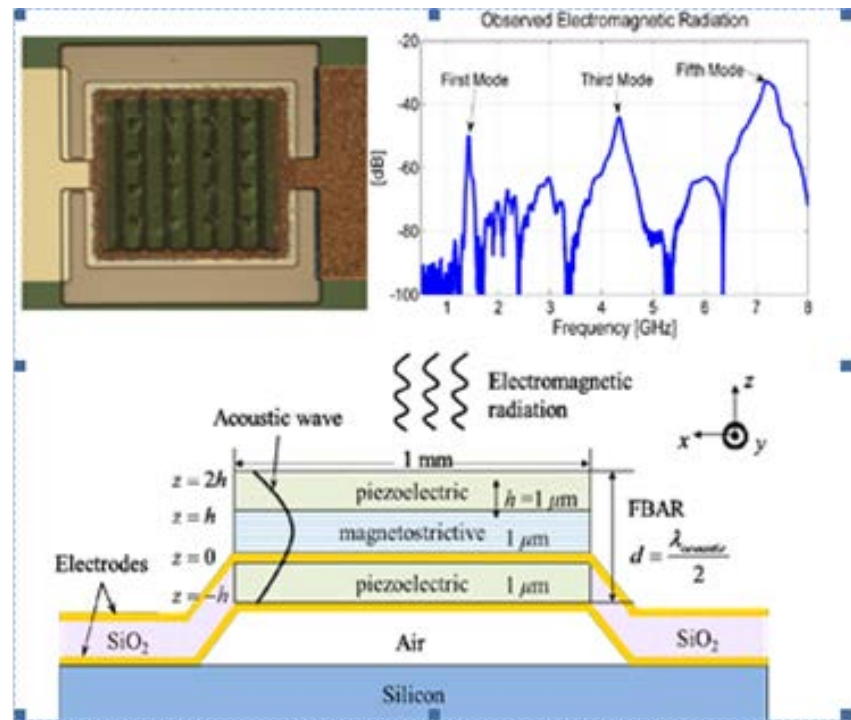 Observed Electromagnetic Radiation
-20
-40
-60
-80
-100
[dB]
First Mode
Third Mode
Fifth Mode
1 2 3 4 5 6 7 8
Frequency [GHz]
Electromagnetic
radiation
z
x
y
Acoustic wave
1 mm
z = 2h
piezoelectric
h = 1 μm
z = h
magnetostrictive 1 μm
FBAR
d = λacoustic / 2
z = 0
Electrodes
piezoelectric 1 μm
z = -h
SiO2
Air
SiO2
Silicon